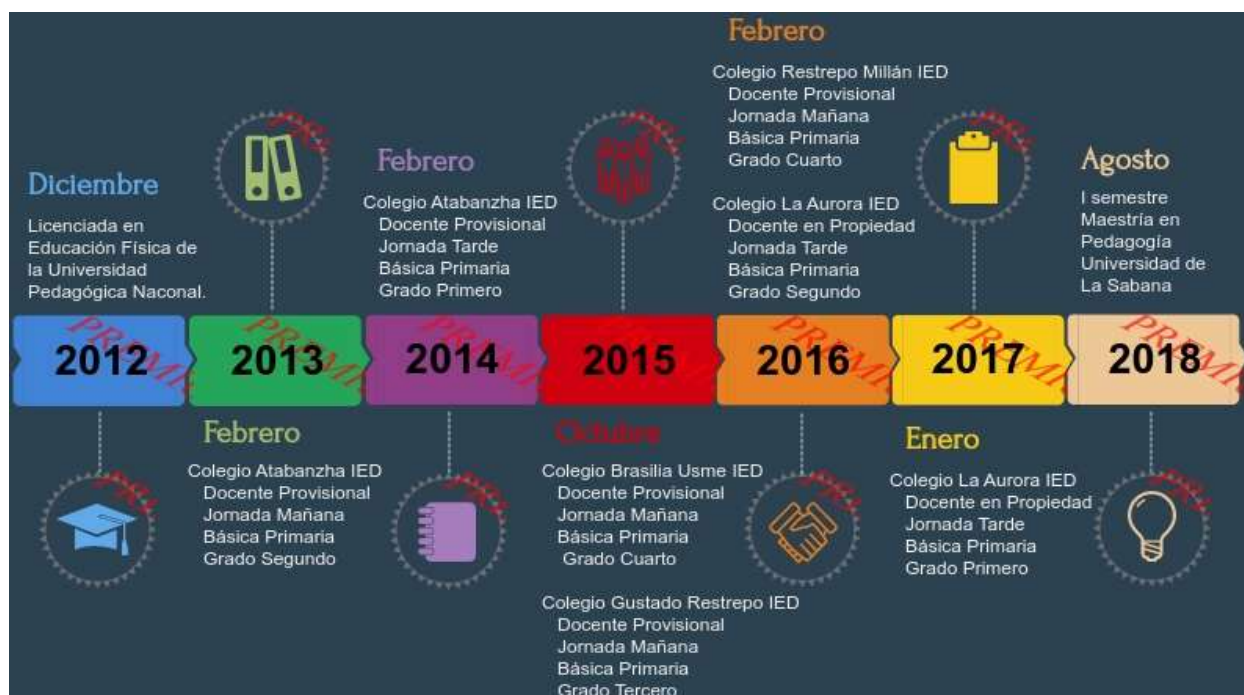 Diciembre
Licenciada en
Educación Física de
la Universidad
Pedagógica Naconal.
2012
2013
Febrero
Colegio Atabanzha IED
Docente Provisional
Jornada Mañana
Básica Primaria
Grado Segundo
Febrero
Colegio Atabanzha IED
Docente Provisional
Jornada Tarde
Básica Primaria
Grado Primero
2014
2015
Octubre
Colegio Brasilia Usme IED
Docente Provisional
Jornada Mañana
Básica Primaria
Grado Cuarto
Colegio Gustado Restrepo IED
Docente Provisional
Jornada Mañana
Básica Primaria
Grado Tercero
Febrero
Colegio Restrepo Millán IED
Docente Provisional
Jornada Mañana
Básica Primaria
Grado Cuarto
Colegio La Aurora IED
Docente en Propiedad
Jornada Tarde
Básica Primaria
Grado Segundo
2016
2017
Enero
Colegio La Aurora IED
Docente en Propiedad
Jornada Tarde
Básica Primaria
Grado Primero
Agosto
I semestre
Maestría en
Pedagogía
Universidad de
La Sabana
2018